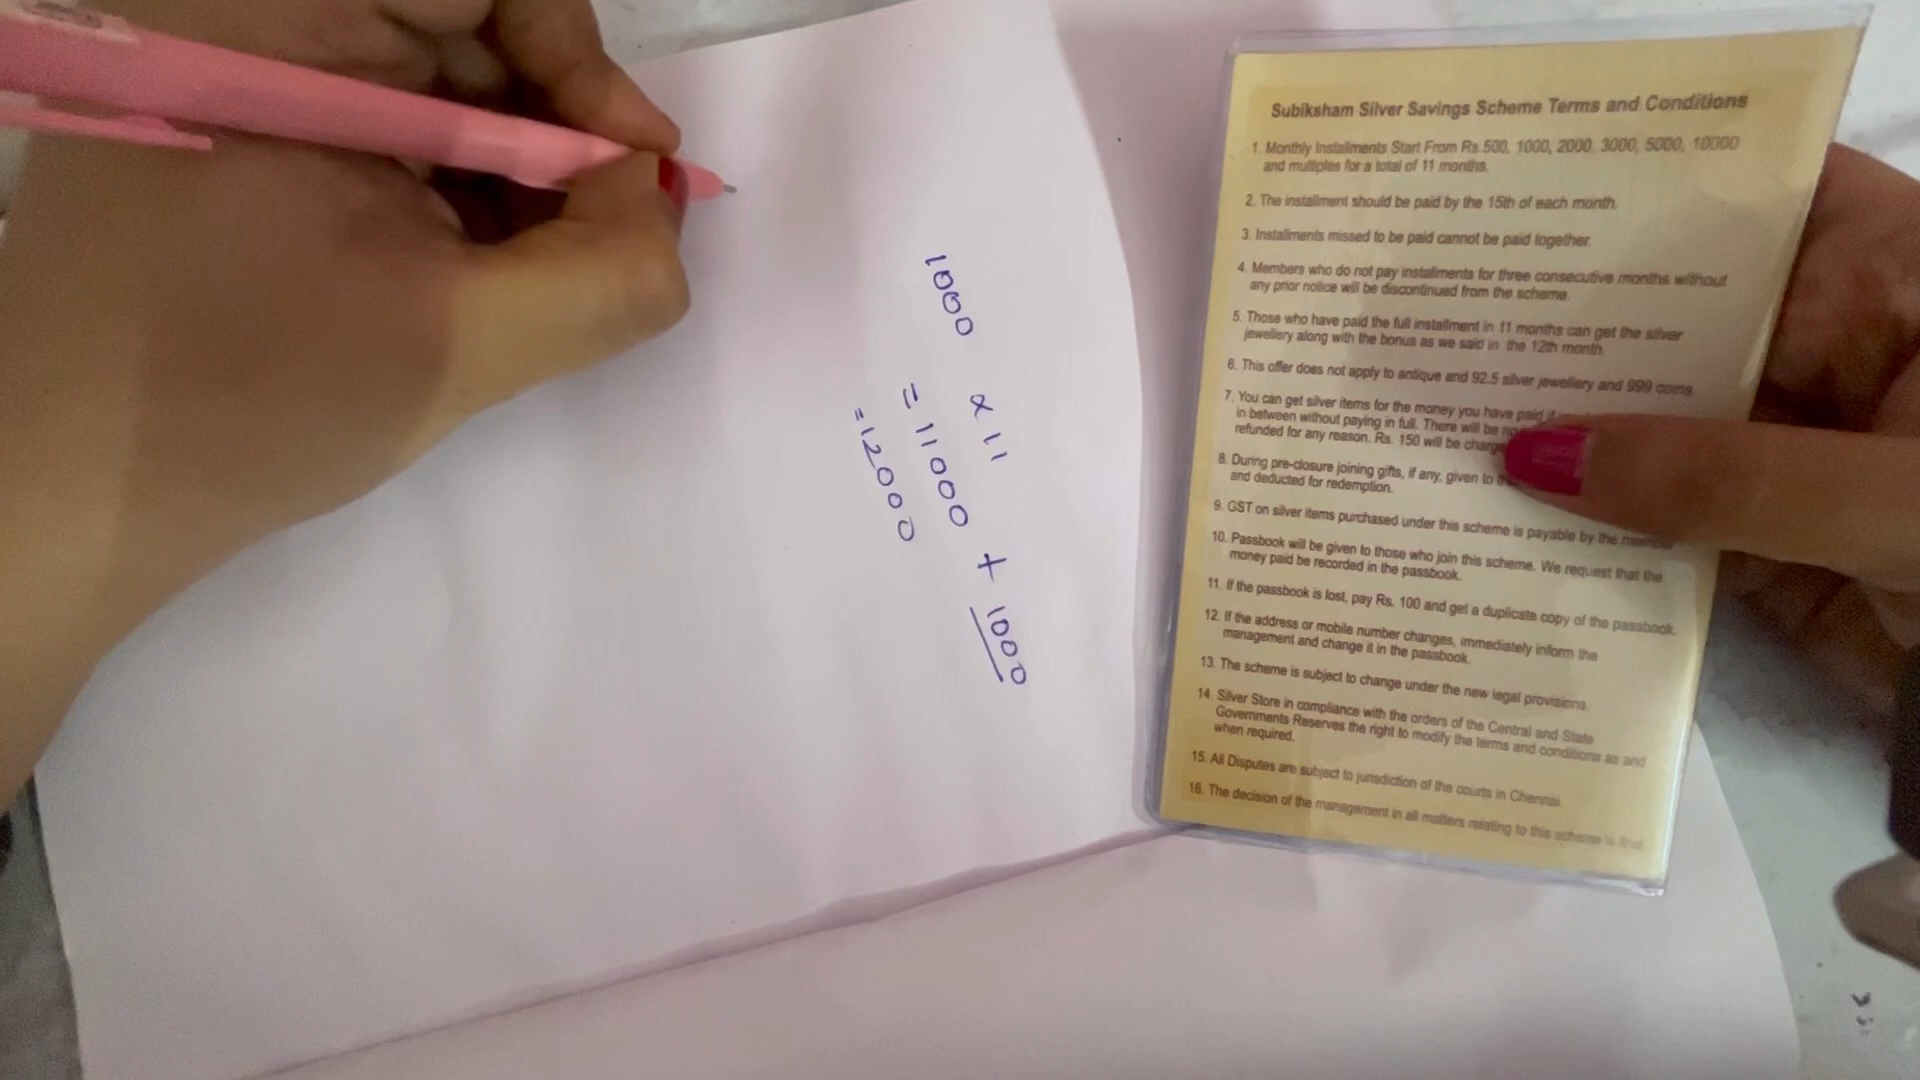 1000 x 11
= 11000 + 1000
= 12000
Subiksham Silver Savings Scheme Terms and Conditions
1. Monthly Installments Start From Rs.500, 1000, 2000, 3000, 5000, 10000
and multiples for a total of 11 months.
2. The installment should be paid by the 15th of each month.
3. Installments missed to be paid cannot be paid together.
4. Members who do not pay installments for three consecutive months without
any prior notice will be discontinued from the scheme.
5. Those who have paid the full installment in 11 months can get the silver
jewellery along with the bonus as we said in the 12th month.
6. This offer does not apply to antique and 92.5 silver jewellery and 999 coins.
7. You can get silver items for the money you have paid
in between without paying in full. There will be
refunded for any reason. Rs. 150 will be
8. During pre-closure joining gifts, if any, given to
and deducted for redemption.
9. GST on silver items purchased under this scheme is payable by the
10. Passbook will be given to those who join this scheme. We request that the
money paid be recorded in the passbook.
11. If the passbook is lost, pay Rs. 100 and get a duplicate copy of the passbook.
12. If the address or mobile number changes, immediately inform the
management and change it in the passbook.
13. The scheme is subject to change under the new legal provisions.
14. Silver Store in compliance with the orders of the Central and State
Governments Reserves the right to modify the terms and conditions as and
when required.
15. All Disputes are subject to jurisdiction of the courts in Chennai.
16. The decision of the management in all matters relating to this scheme is final.